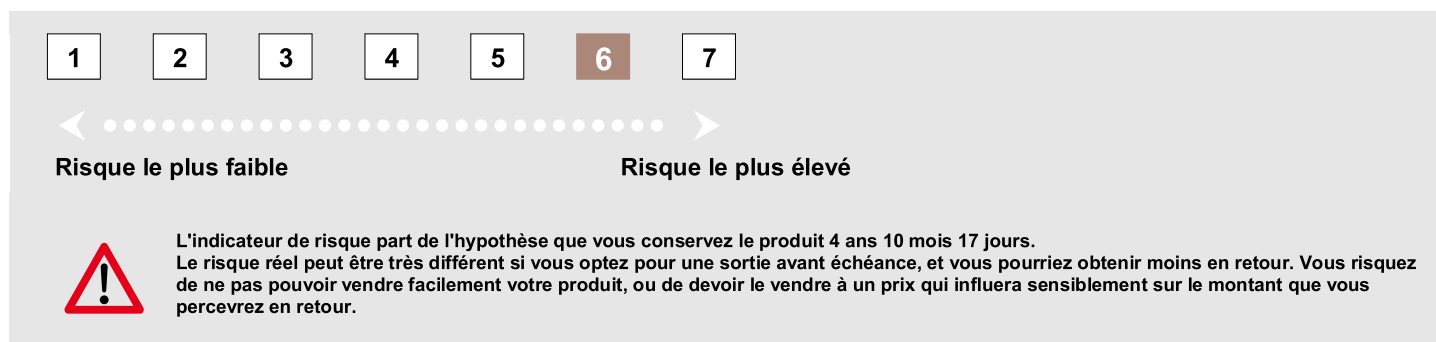 1 2 3 4 5 6 7
Risque le plus faible Risque le plus élevé
L'indicateur de risque part de l'hypothèse que vous conservez le produit 4 ans 10 mois 17 jours.
Le risque réel peut être très différent si vous optez pour une sortie avant échéance, et vous pourriez obtenir moins en retour. Vous risquez
de ne pas pouvoir vendre facilement votre produit, ou de devoir le vendre à un prix qui influera sensiblement sur le montant que vous
percevrez en retour.